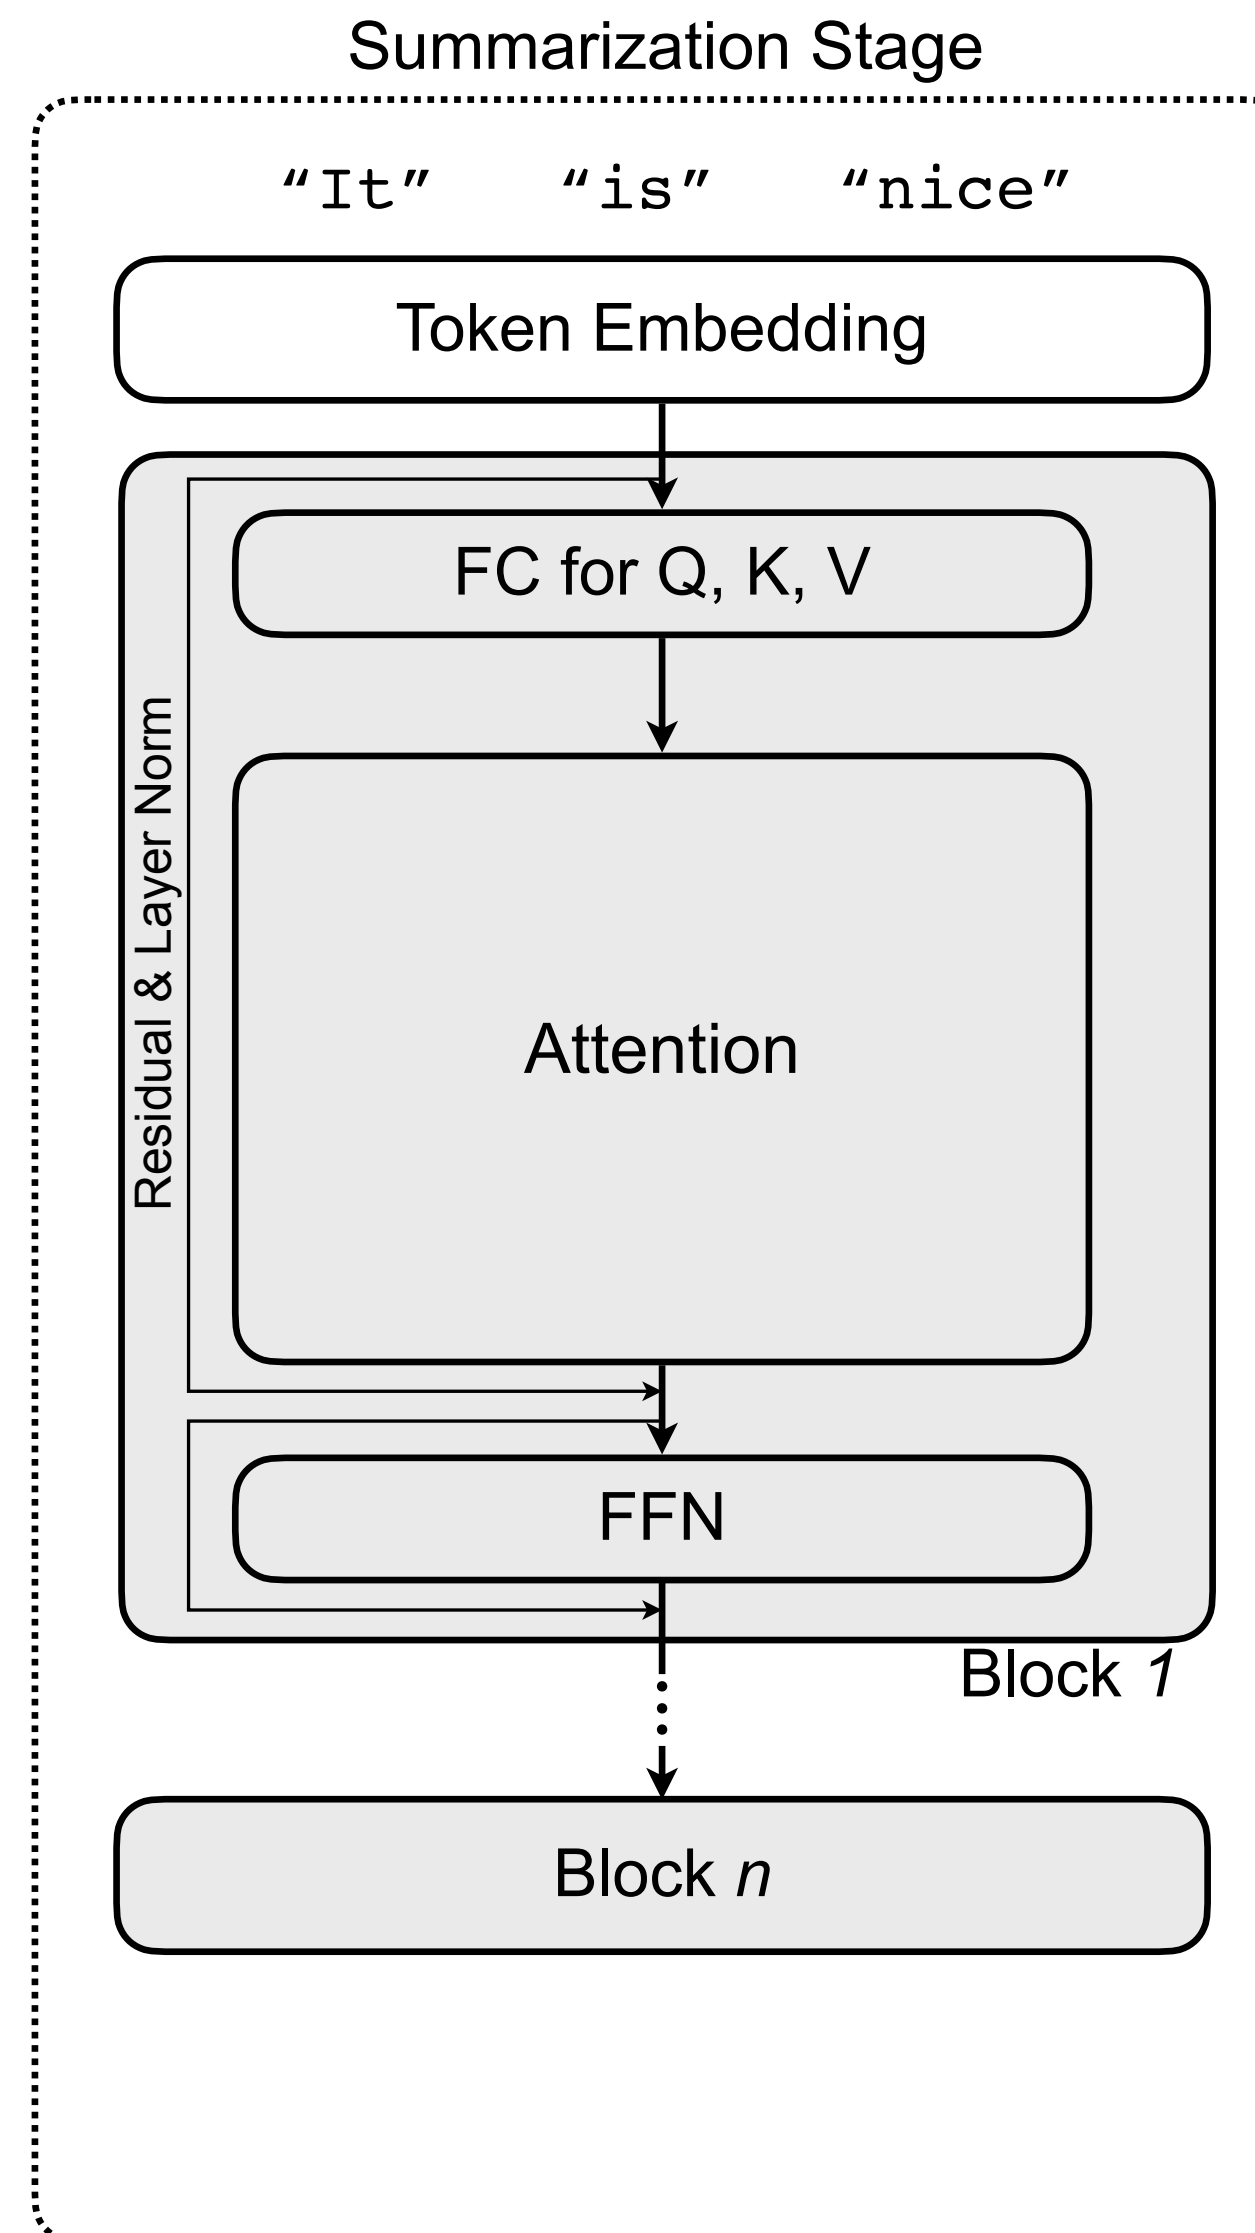 Summarization Stage
“It” “is” “nice”
Token Embedding
FC for Q, K, V
Residual & Layer Norm
Attention
FFN
Block 1
Block n